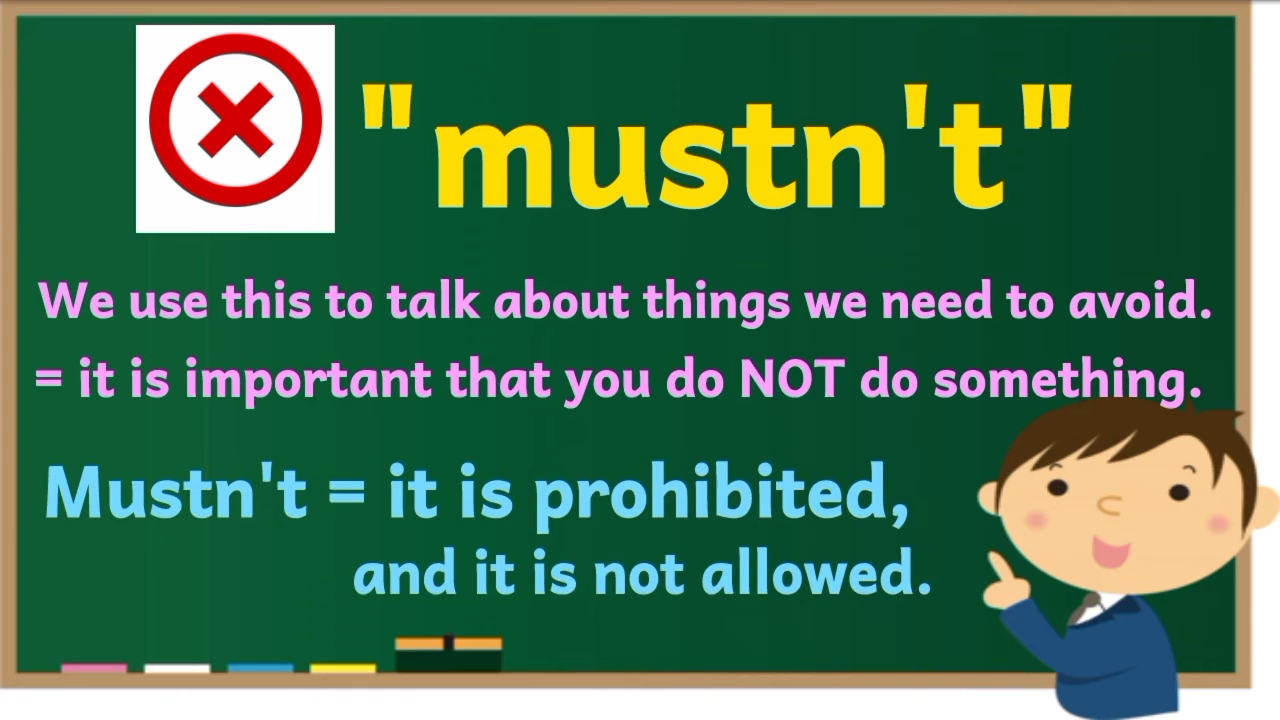 "mustn't"
We use this to talk about things we need to avoid.
= it is important that you do NOT do something.
Mustn't = it is prohibited,
and it is not allowed.